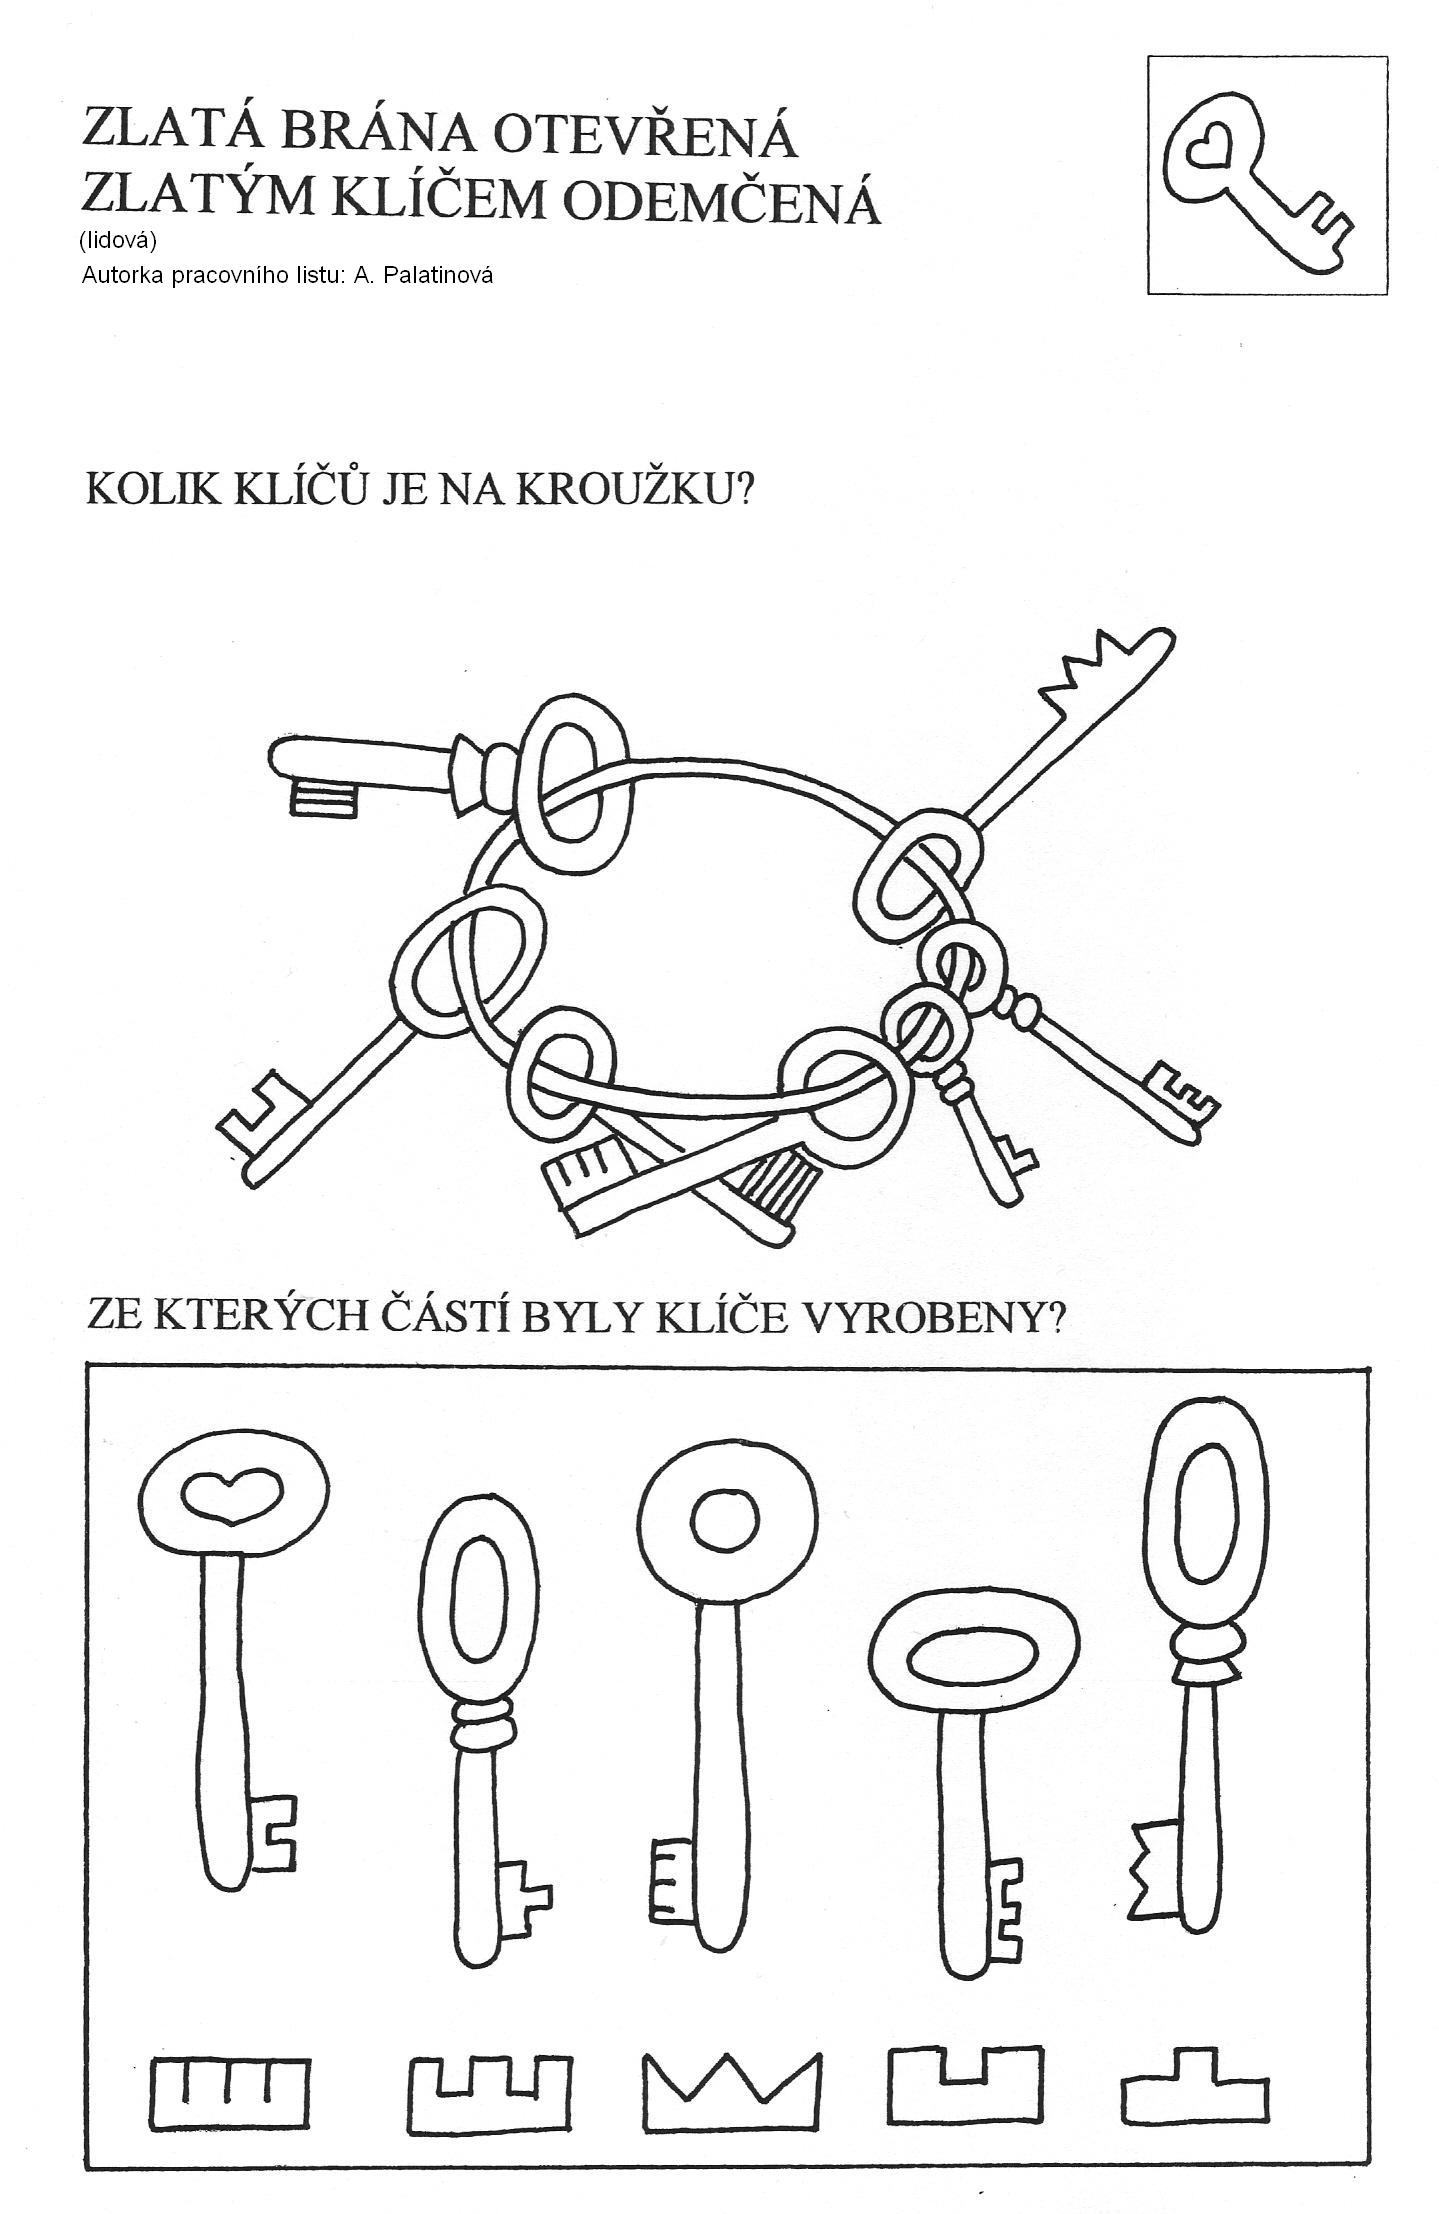 ZLATÁ BRÁNA OTEVŘENÁ
ZLATÝM KLÍČEM ODEMČENÁ
(lidová)
Autorka pracovního listu: A. Palatinová
KOLIK KLÍČŮ JE NA KROUŽKU?
ZE KTERÝCH ČÁSTÍ BYLY KLÍČE VYROBENY?